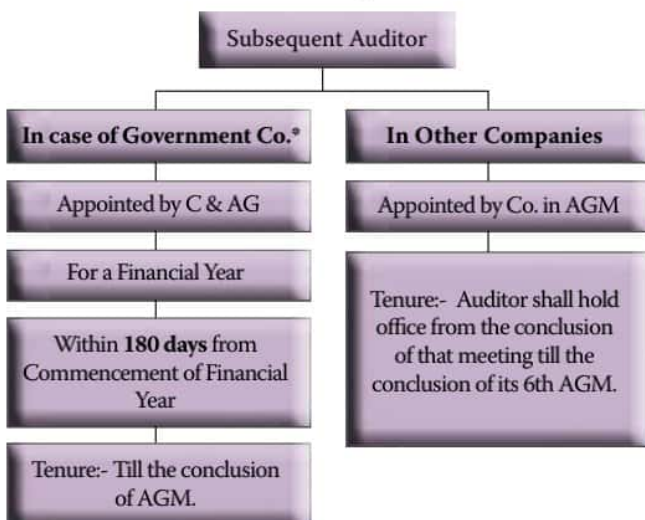 Subsequent Auditor
In case of Government Co.*
Appointed by C & AG
For a Financial Year
Within 180 days from
Commencement of Financial
Year
Tenure:- Till the conclusion
of AGM.
In Other Companies
Appointed by Co. in AGM
Tenure:- Auditor shall hold
office from the conclusion
of that meeting till the
conclusion of its 6th AGM.